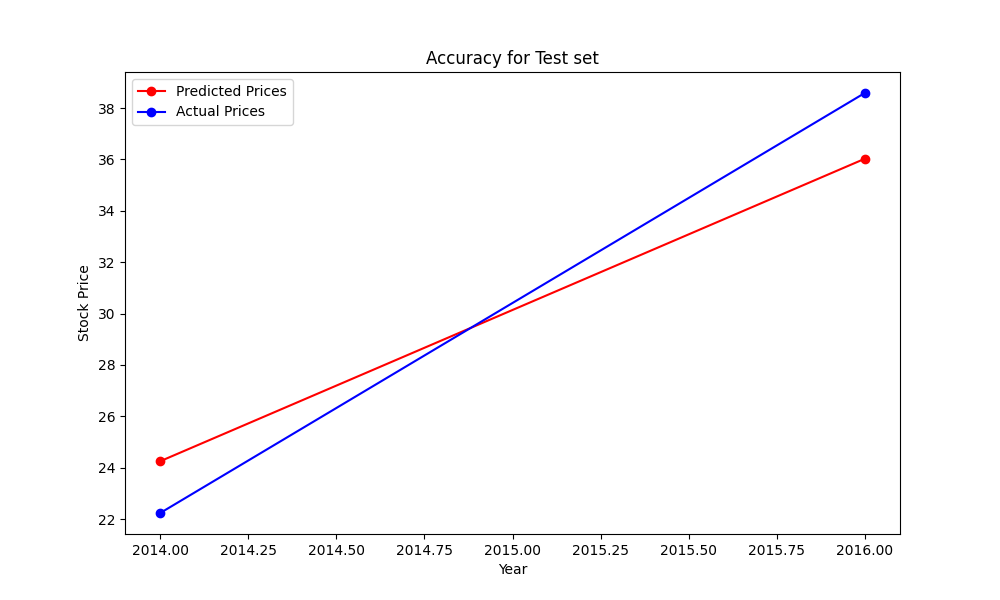 Accuracy for Test set
Predicted Prices
Actual Prices
38
36
34
32
30
28
26
24
22
Stock Price
2014.00 2014.25 2014.50 2014.75 2015.00 2015.25 2015.50 2015.75 2016.00
Year